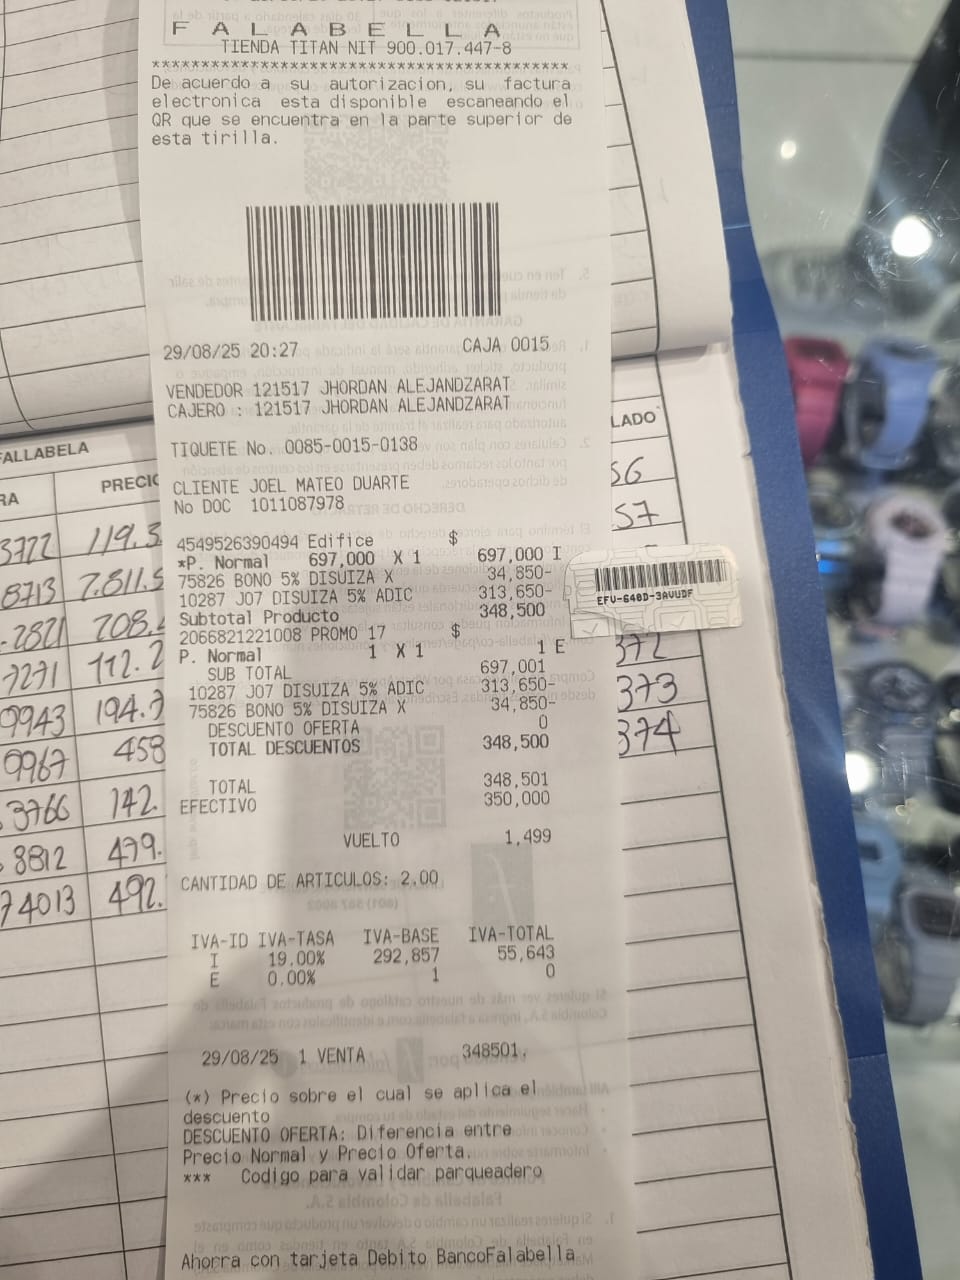 F A L A B E L L A
TIENDA TITAN NIT 900.017.447-8
******************************************
De acuerdo a su autorizacion, su factura
electronica esta disponible escaneando el
QR que se encuentra en la parte superior de
esta tirilla.
29/08/25 20:27 CAJA 0015
VENDEDOR 121517 JHORDAN ALEJANDZARAT
CAJERO : 121517 JHORDAN ALEJANDZARAT
TIQUETE No. 0085-0015-0138
CLIENTE JOEL MATEO DUARTE
No DOC 1011087978
4549526390494 Edifice $
*P. Normal 697,000 X 1 697,000 I
75826 BONO 5% DISUIZA X 34,850-
10287 J07 DISUIZA 5% ADIC 313,650-
Subtotal Producto 348,500
2066821221008 PROMO 17 $
P. Normal 1 X 1 1 E
SUB TOTAL 697,001
10287 J07 DISUIZA 5% ADIC 313,650-
75826 BONO 5% DISUIZA X 34,850-
DESCUENTO OFERTA 0
TOTAL DESCUENTOS 348,500
TOTAL 348,501
EFECTIVO 350,000
VUELTO 1,499
CANTIDAD DE ARTICULOS: 2.00
IVA-ID IVA-TASA IVA-BASE IVA-TOTAL
I 19.00% 292,857 55,643
E 0.00% 1 0
29/08/25 1 VENTA 348501.
(*) Precio sobre el cual se aplica el
descuento
DESCUENTO OFERTA: Diferencia entre
Precio Normal y Precio Oferta.
*** Codigo para validar parqueadero
Ahorra con tarjeta Debito BancoFalabella
EFV-640D-3AVUDF
FALLABELA
RA PRECIO
3722 119.3
8713 7.811.5
2821 208.
7271 112.2
9943 194.7
9967 458
3766 142.
8812 479.
74013 492.
LADO
56
57
372
373
374